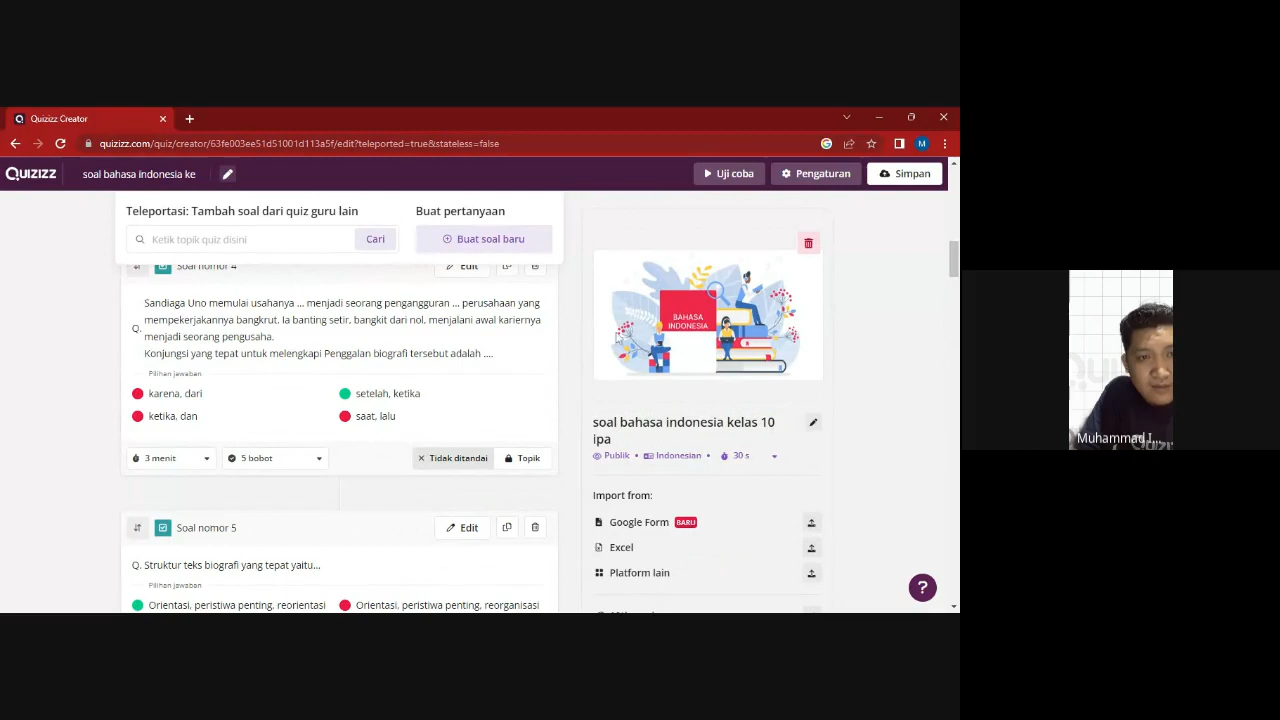 Quizizz Creator
quizizz.com/quiz/creator/63fe003ee51d51001d113a5f/edit?teleported=true&stateless=false
M
QUIZIZZ
soal bahasa indonesia ke
Uji coba
Pengaturan
Simpan
Teleportasi: Tambah soal dari quiz guru lain
Buat pertanyaan
Ketik topik quiz disini
Cari
Buat soal baru
Soal nomor 4
Edit
Sandiaga Uno memulai usahanya ... menjadi seorang pengangguran ... perusahaan yang
mempekerjakannya bangkrut. Ia banting setir, bangkit dari nol, menjalani awal kariernya
Q.
menjadi seorang pengusaha.
Konjungsi yang tepat untuk melengkapi Penggalan biografi tersebut adalah ....
Pilihan jawaban
karena, dari
setelah, ketika
ketika, dan
saat, lalu
3 menit
5 bobot
Tidak ditandai
Topik
Soal nomor 5
Edit
Q. Struktur teks biografi yang tepat yaitu...
Pilihan jawaban
Orientasi, peristiwa penting, reorientasi
Orientasi, peristiwa penting, reorganisasi
BAHASA
INDONESIA
soal bahasa indonesia kelas 10
ipa
Publik • Indonesian • 30 s
Import from:
Google Form BARU
Excel
Platform lain
?
Muhammad I...